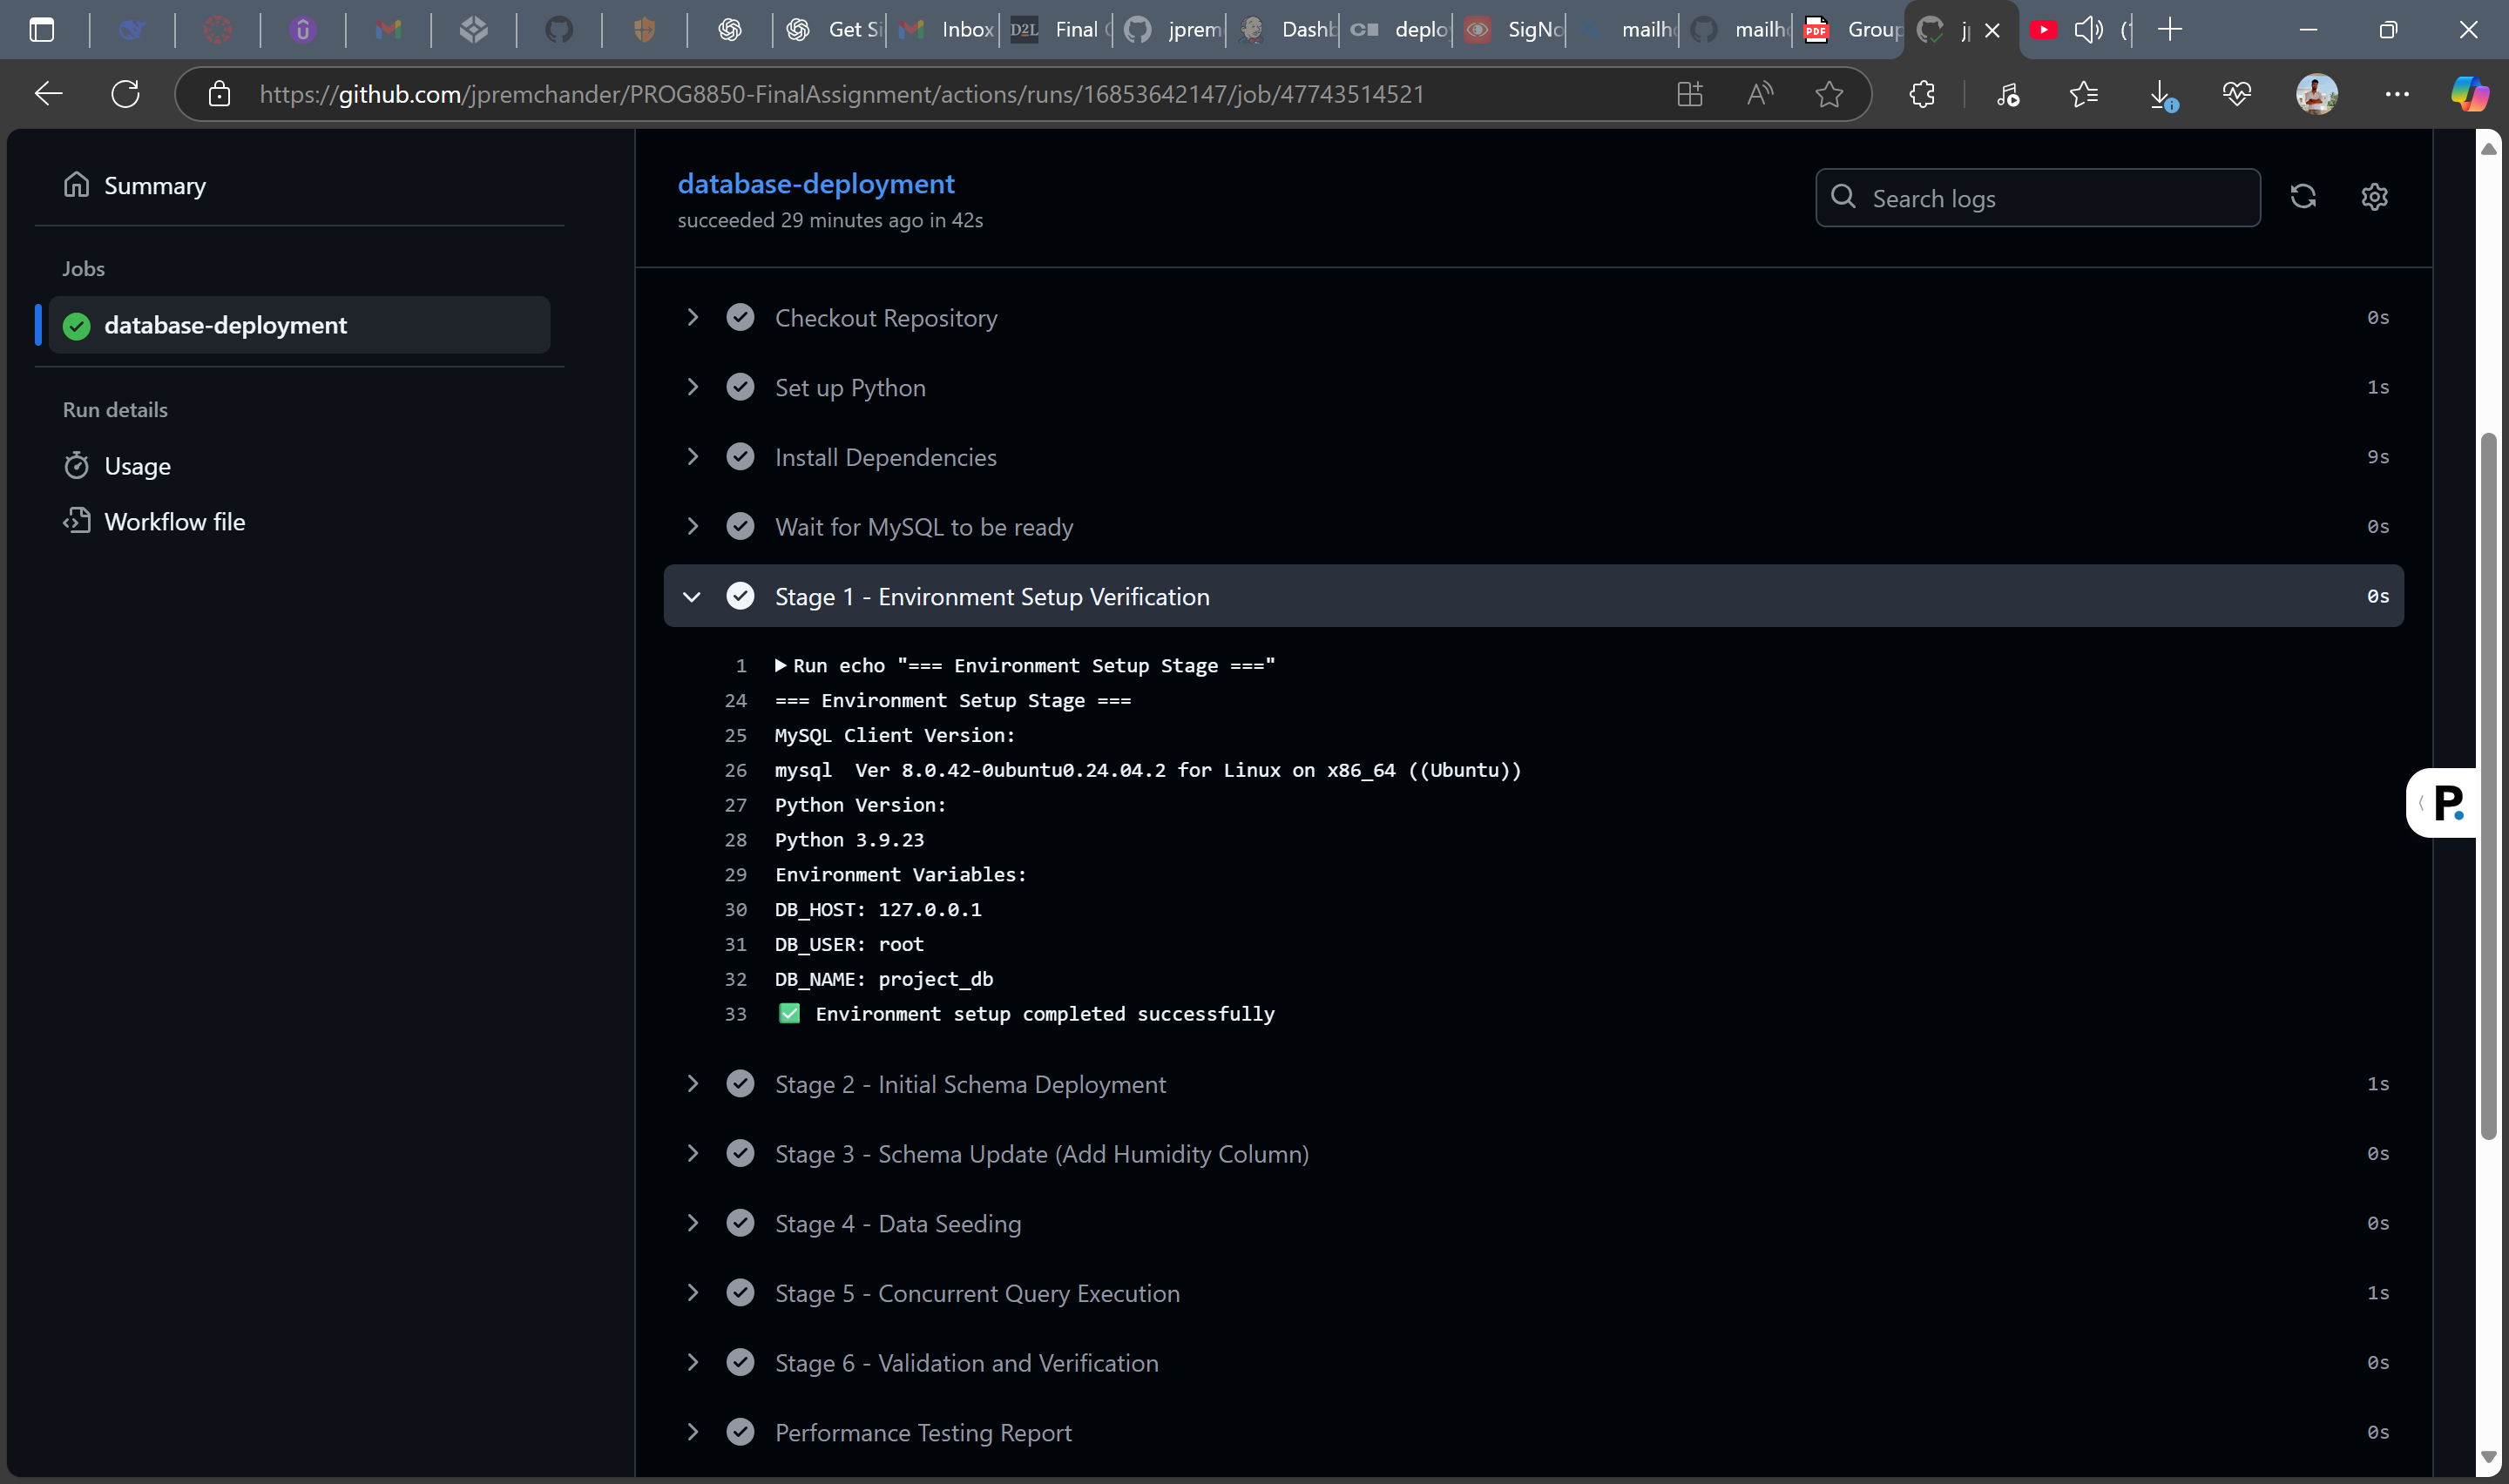 D2L
Get Si
Inbox
Final
jprem
Dashb
deplo
SigNo
mailh
mailh
PDF
Group
https://github.com/jpremchander/PROG8850-FinalAssignment/actions/runs/16853642147/job/47743514521
Summary
Jobs
database-deployment
Run details
Usage
Workflow file
database-deployment
succeeded 29 minutes ago in 42s
Search logs
Checkout Repository 0s
Set up Python 1s
Install Dependencies 9s
Wait for MySQL to be ready 0s
Stage 1 - Environment Setup Verification 0s
1 Run echo "=== Environment Setup Stage ==="
24 === Environment Setup Stage ===
25 MySQL Client Version:
26 mysql  Ver 8.0.42-0ubuntu0.24.04.2 for Linux on x86_64 ((Ubuntu))
27 Python Version:
28 Python 3.9.23
29 Environment Variables:
30 DB_HOST: 127.0.0.1
31 DB_USER: root
32 DB_NAME: project_db
33 ✅ Environment setup completed successfully
Stage 2 - Initial Schema Deployment 1s
Stage 3 - Schema Update (Add Humidity Column) 0s
Stage 4 - Data Seeding 0s
Stage 5 - Concurrent Query Execution 1s
Stage 6 - Validation and Verification 0s
Performance Testing Report 0s
P.